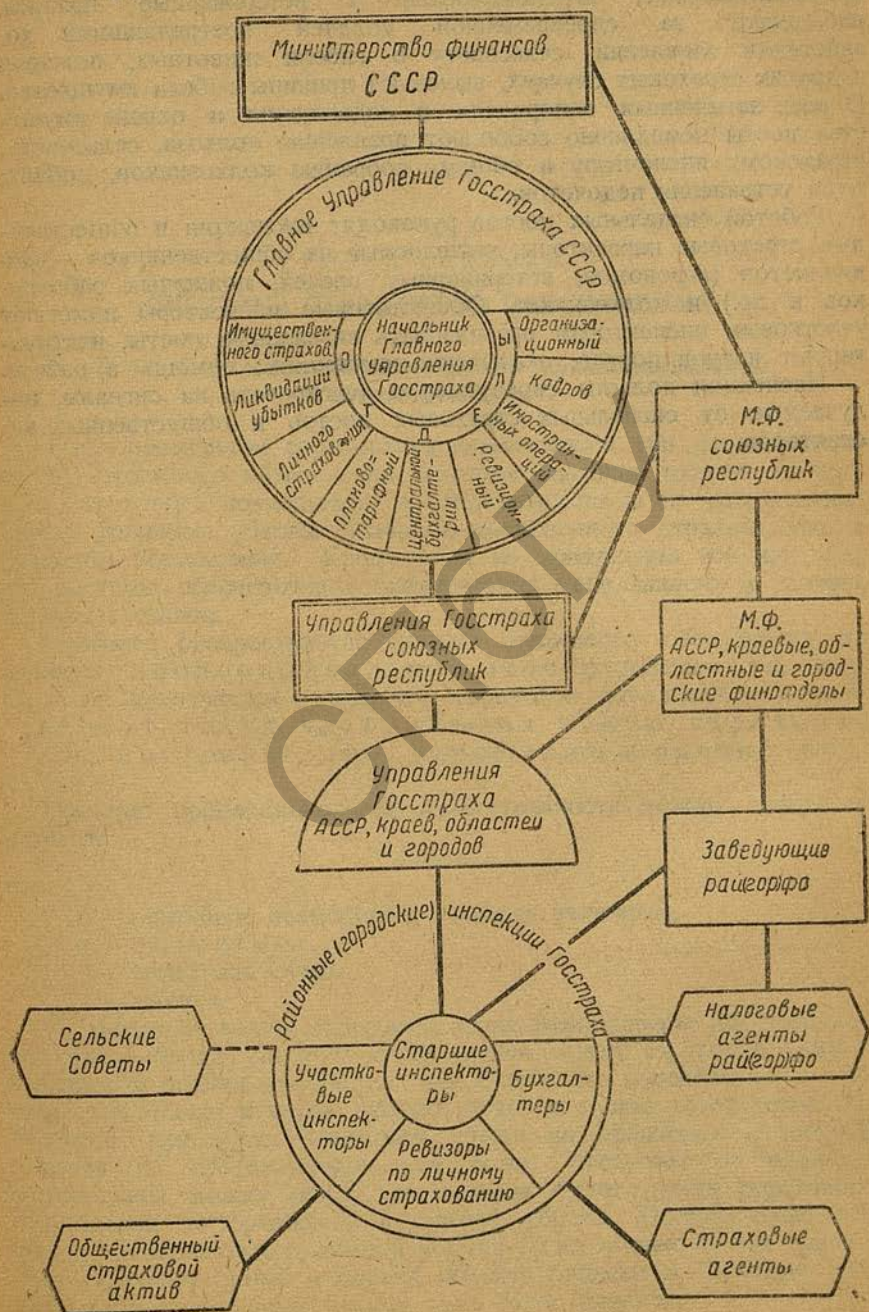 Министерство финансов
СССР
Главное Управление Госстраха СССР
Начальник
Главного
Управления
Госстраха
ОТДЕЛЫ
Имуществен-
ного страхов.
Ликвидации
убытков
Личного
страхования
Планово=
тарифный
Центральной
бухгалте-
рии
Ревизион-
ный
Иностран-
ных опера-
ций
Кадров
Организа-
ционный
М.Ф.
союзных
республик
Управления Госстраха
союзных
республик
М.Ф.
АССР, краевые, об-
ластные и город-
ские финотделы
Управления
Госстраха
АССР, краев, областей
и городов
Заведующие
рай(гор)фо
Районные (городские) инспекции Госстраха
Старшие
инспекто-
ры
Участко-
вые
инспек-
торы
Ревизоры
по личному
страхованию
Бухгал-
теры
Сельские
Советы
Налоговые
агенты
рай(гор)фо
Общественный
страховой
актив
Страховые
агенты
СПбГУ